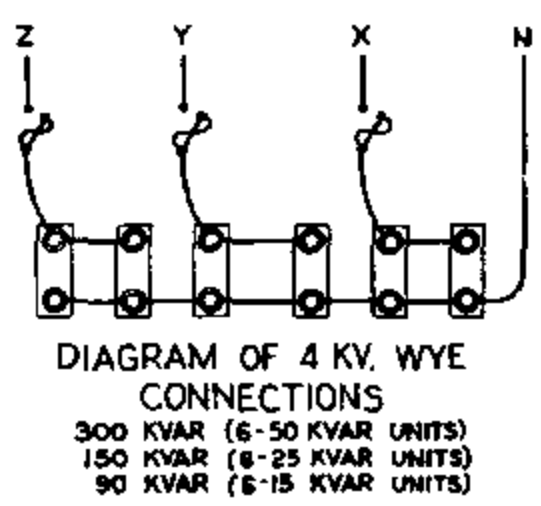 Z Y X N
DIAGRAM OF 4 KV. WYE
CONNECTIONS
300 KVAR (6-50 KVAR UNITS)
150 KVAR (6-25 KVAR UNITS)
90 KVAR (6-15 KVAR UNITS)